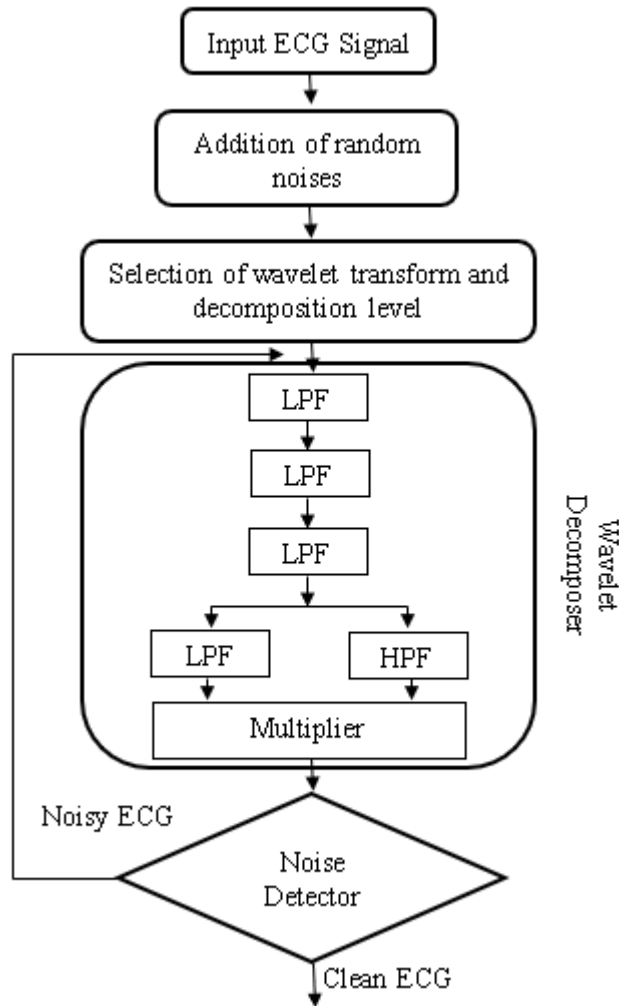 Input ECG Signal
Addition of random
noises
Selection of wavelet transform and
decomposition level
LPF
LPF
LPF
LPF
HPF
Multiplier
Wavelet
Decomposer
Noisy ECG
Noise
Detector
Clean ECG